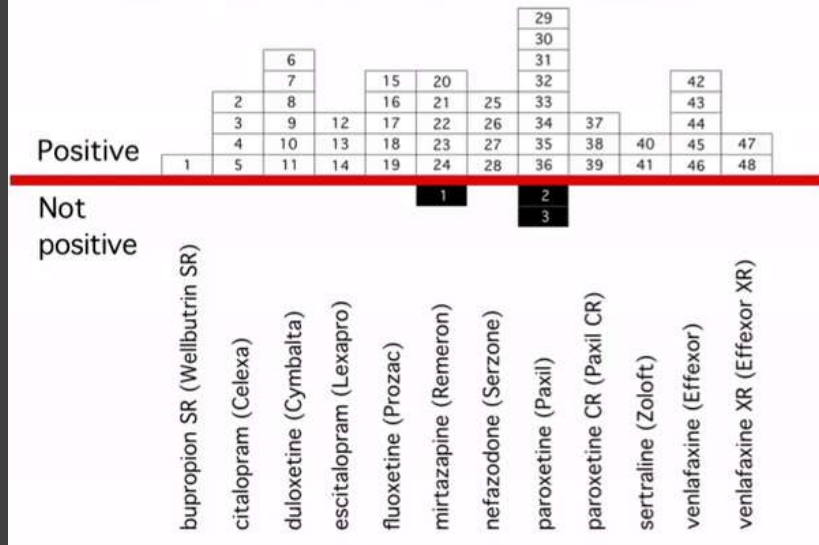 29
30
6 31
7 15 20 32 42
2 8 16 21 25 33 43
3 9 12 17 22 26 34 37 44
Positive 4 10 13 18 23 27 35 38 40 45 47
1 5 11 14 19 24 28 36 39 41 46 48
Not 1 2
positive 3
bupropion SR (Wellbutrin SR)
citalopram (Celexa)
duloxetine (Cymbalta)
escitalopram (Lexapro)
fluoxetine (Prozac)
mirtazapine (Remeron)
nefazodone (Serzone)
paroxetine (Paxil)
paroxetine CR (Paxil CR)
sertraline (Zoloft)
venlafaxine (Effexor)
venlafaxine XR (Effexor XR)